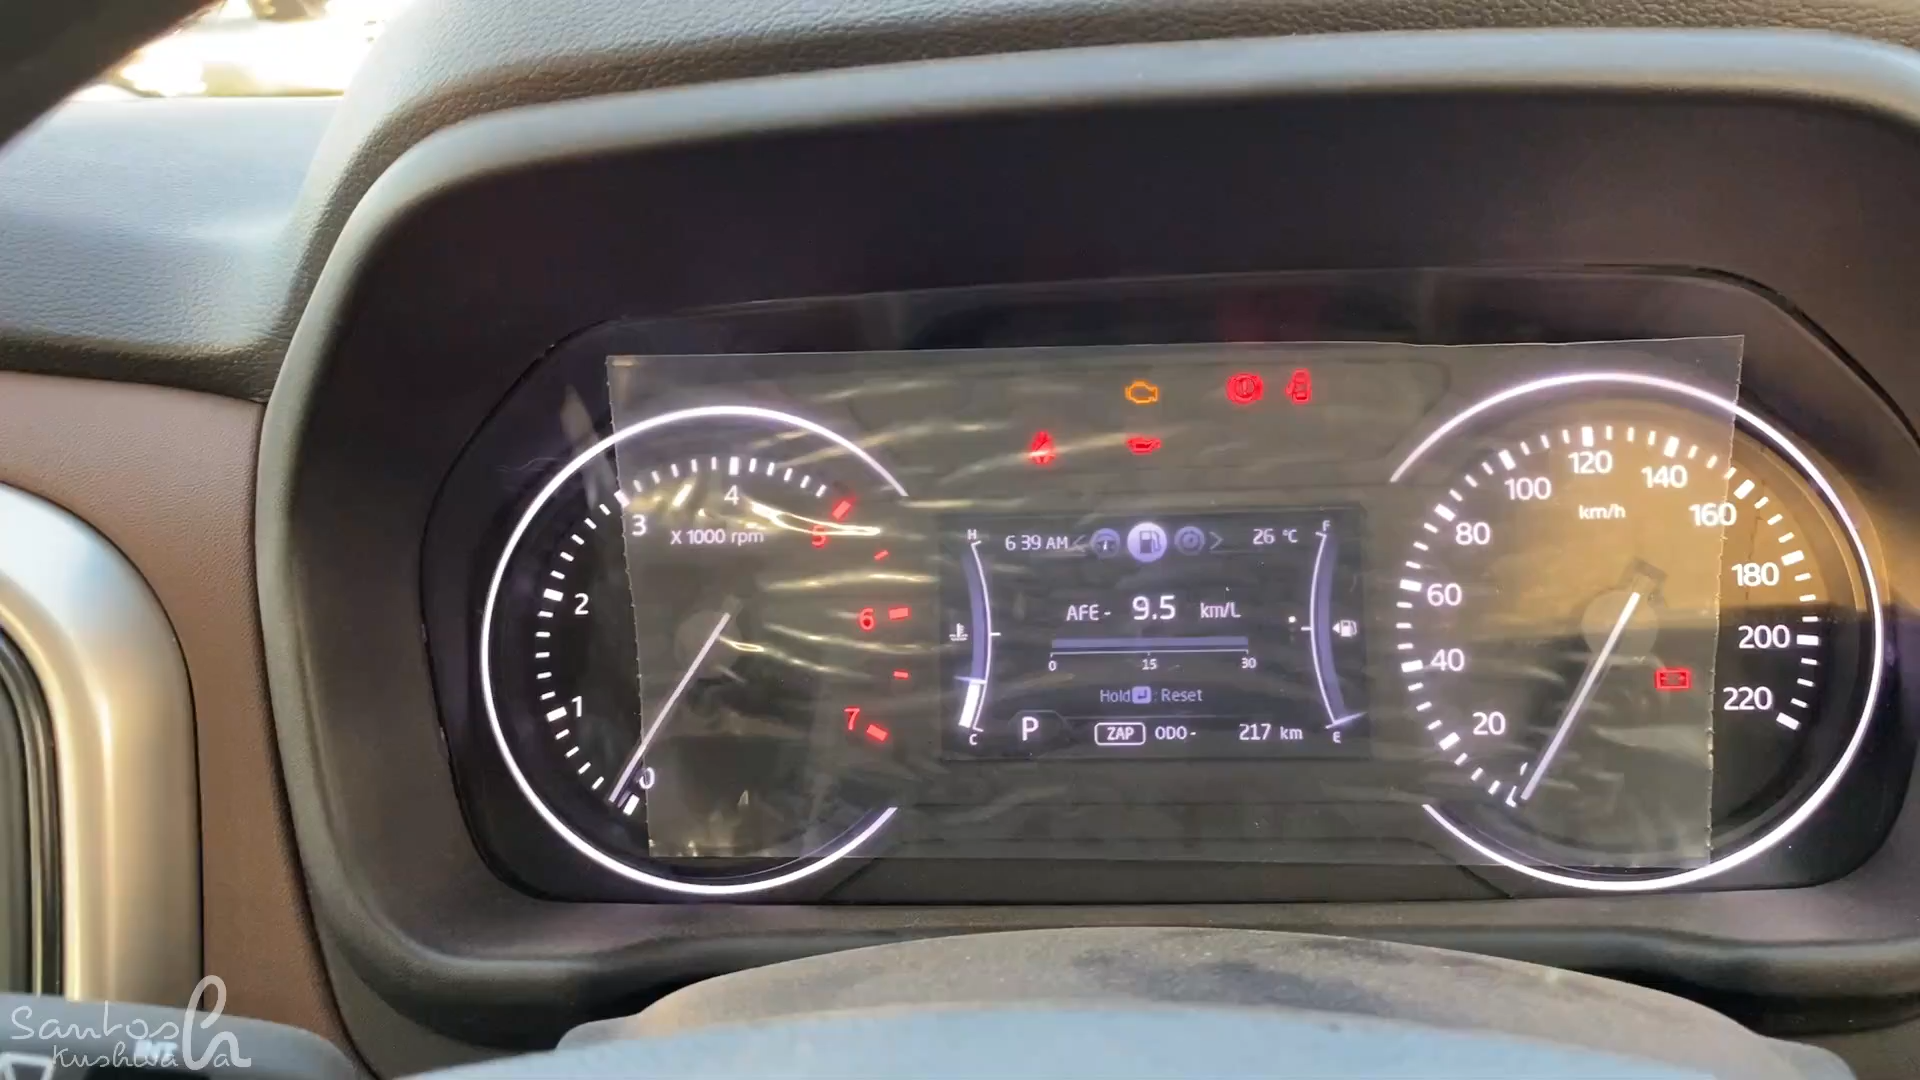 4
3
X 1000 rpm
5
2
6
1
7
0
H
6 39 AM
26 °C
F
AFE - 9.5 km/L
0 15 30
Hold : Reset
P
ZAP ODO - 217 km
C
E
120
100
140
km/h
80
160
60
180
40
200
20
220
Santosh
Kushwaha